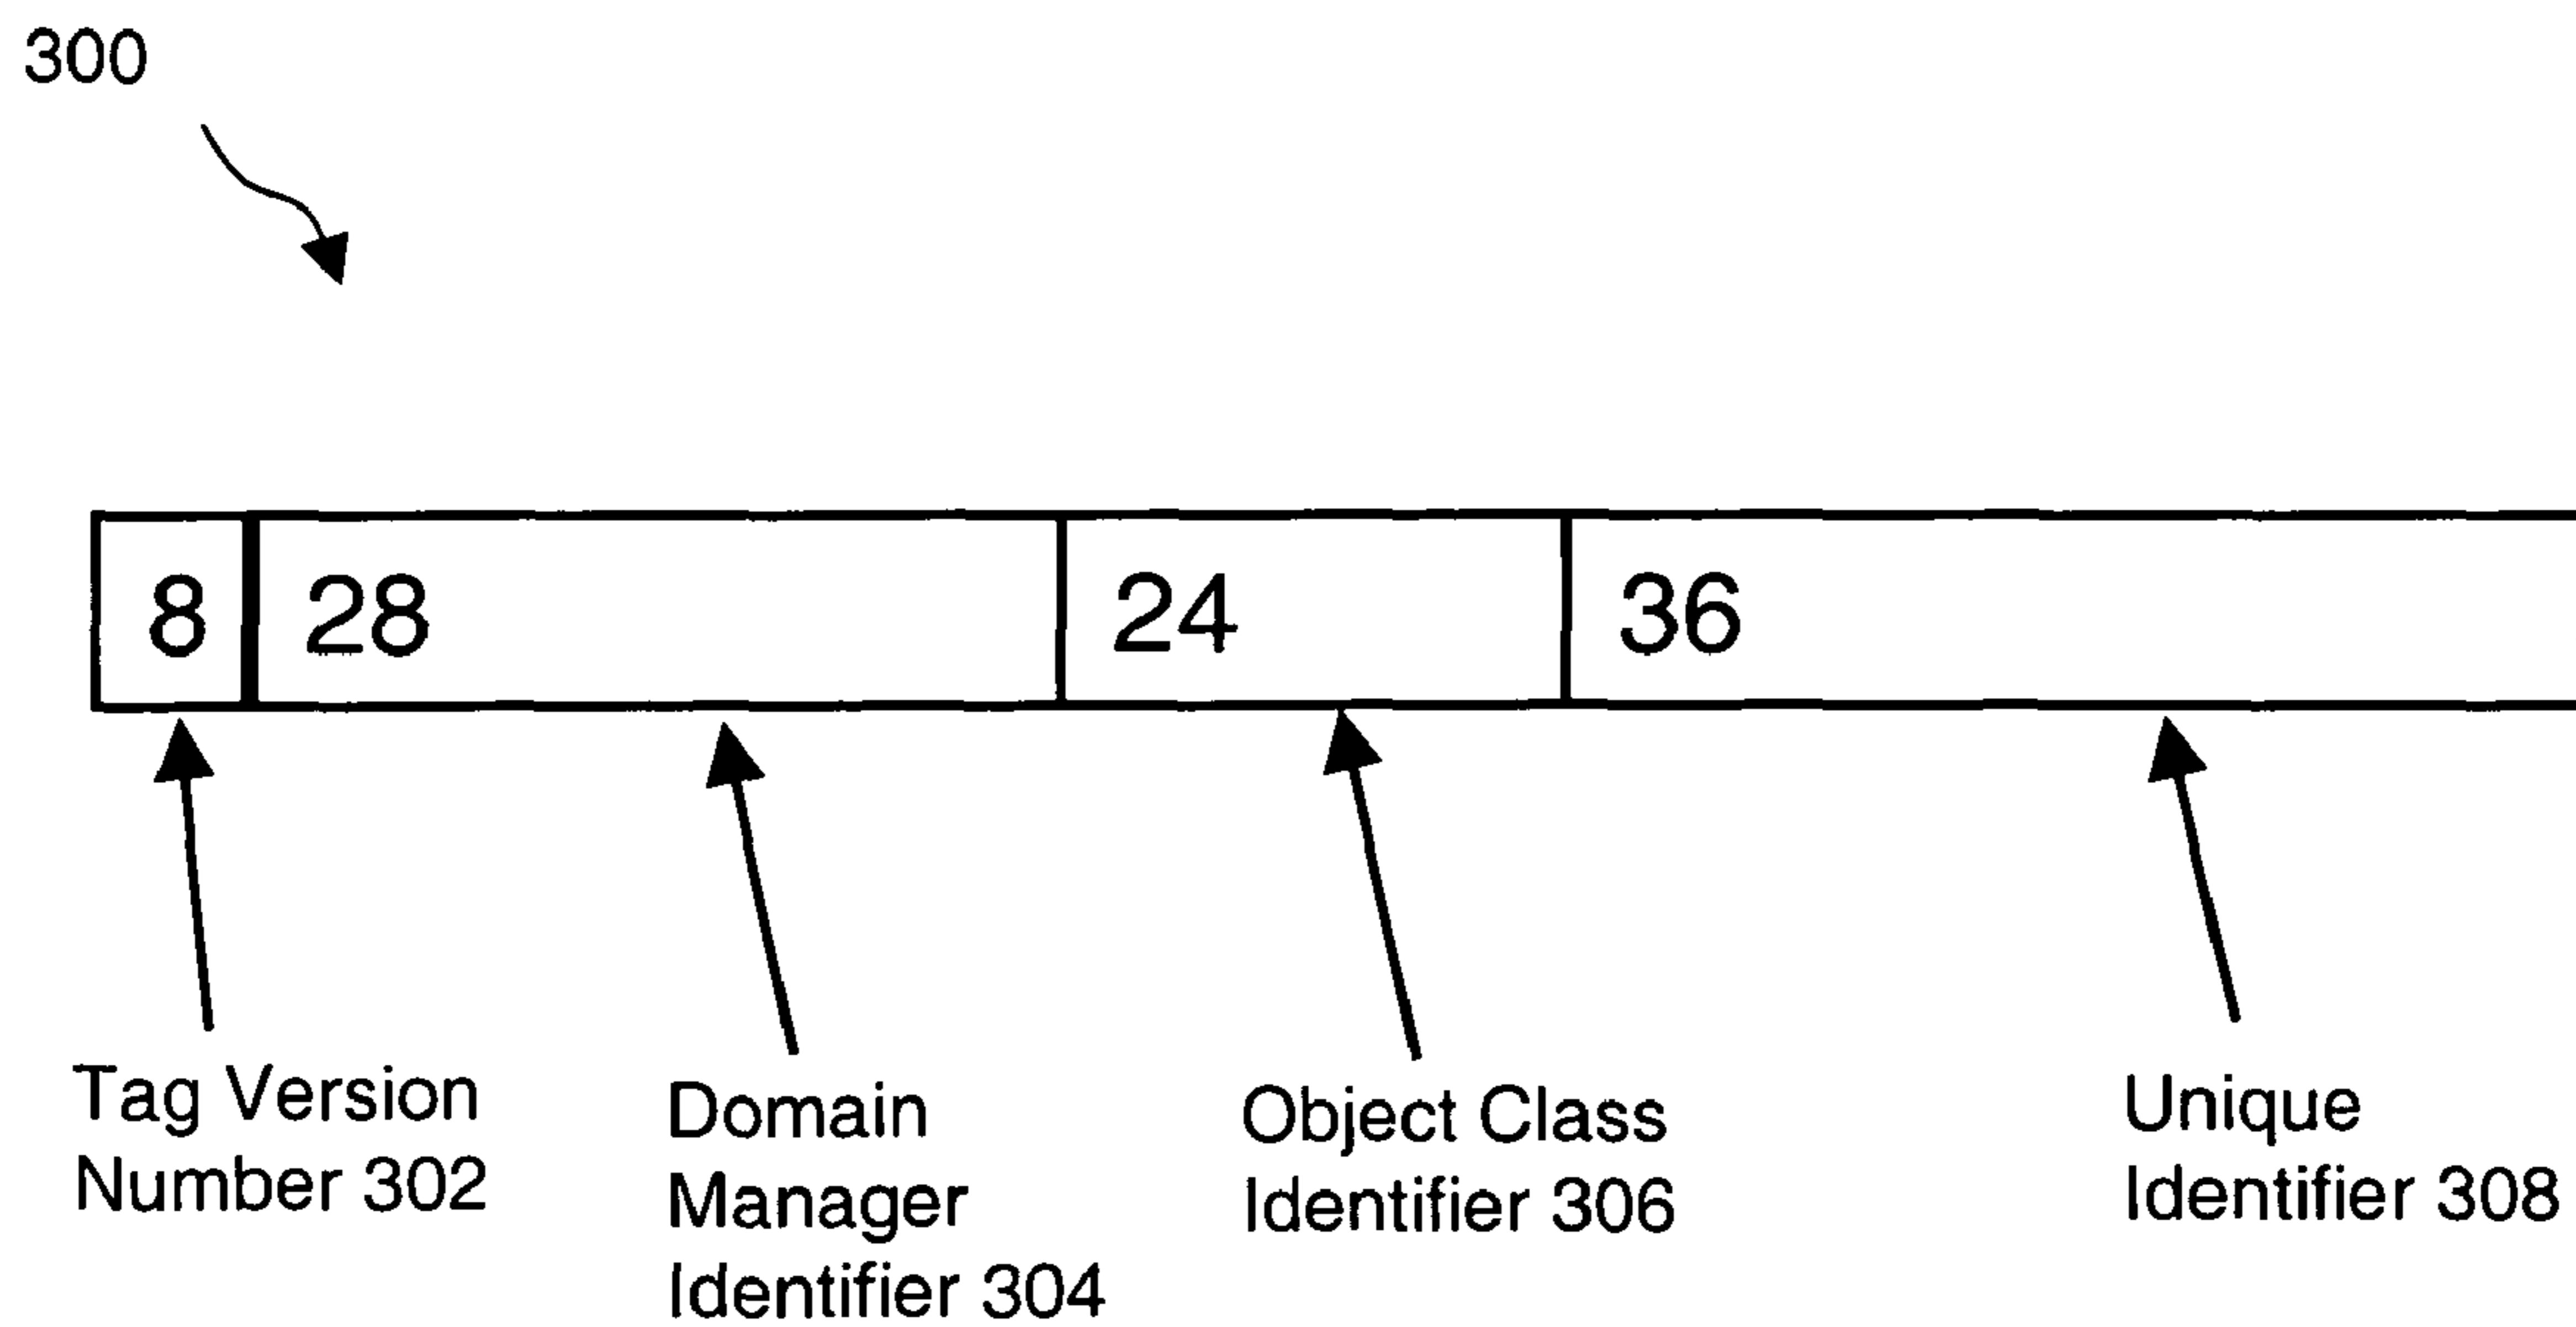 300
8 28 24 36
Tag Version
Number 302
Domain
Manager
Identifier 304
Object Class
Identifier 306
Unique
Identifier 308